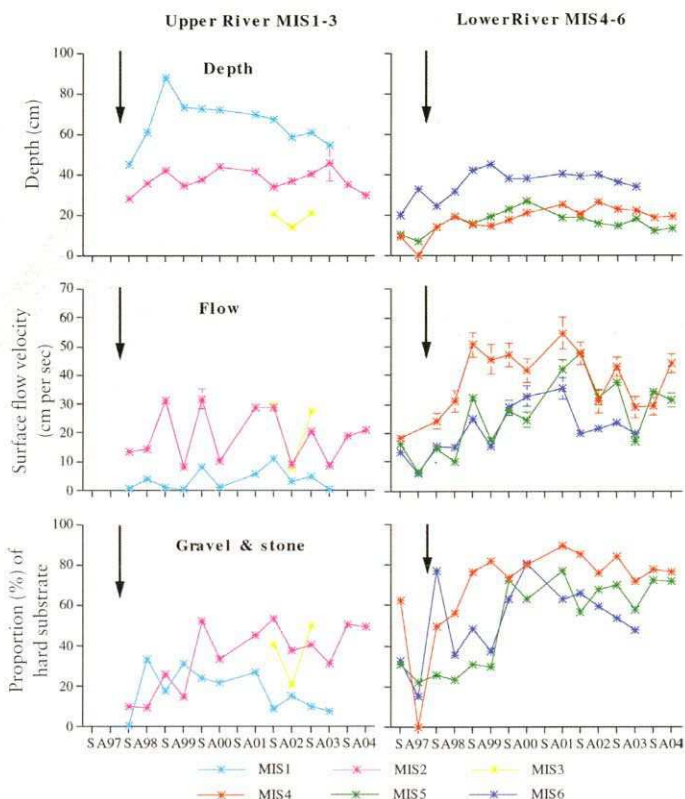 Upper River MIS1-3
LowerRiver MIS4-6
Depth
Depth (cm)
100
80
60
40
20
0
Flow
Surface flow velocity
(cm per sec)
70
60
50
40
30
20
10
0
Gravel & stone
Proportion (%) of
hard substrate
100
80
60
40
20
0
S A97 S A98 S A99 S A00 S A01 S A02 S A03 S A04
S A97 S A98 S A99 S A00 S A01 S A02 S A03 S A04
MIS1
MIS2
MIS3
MIS4
MIS5
MIS6